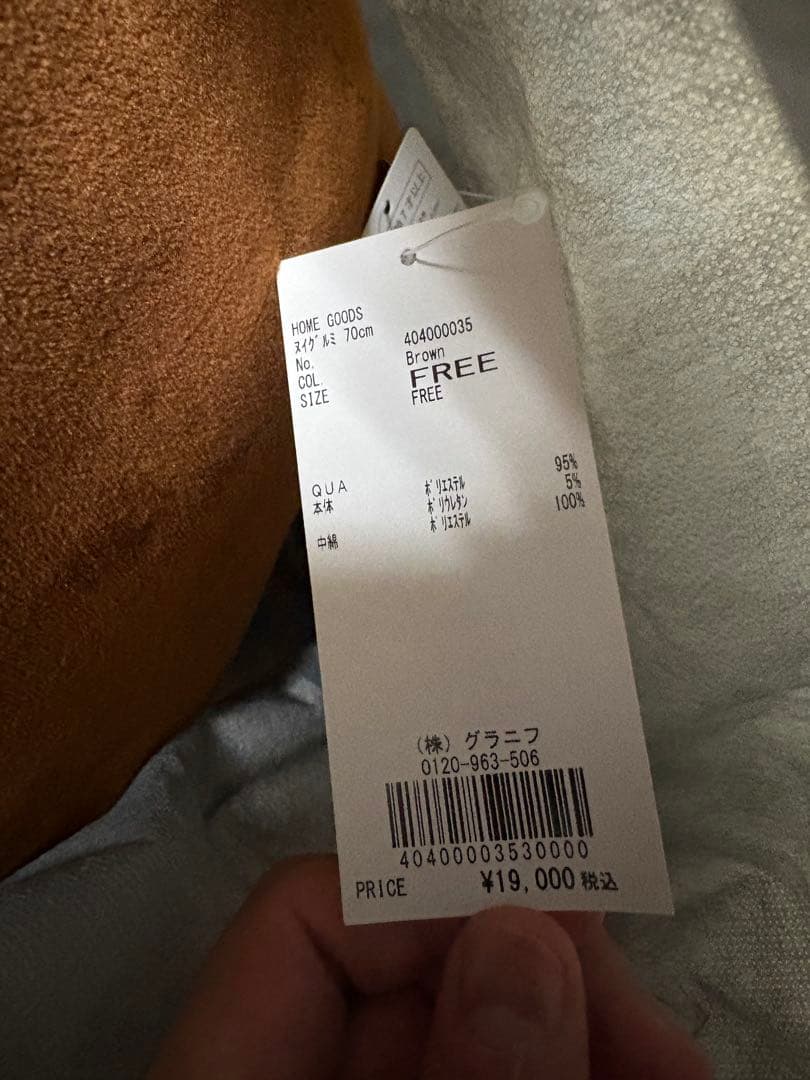 HOME GOODS
ﾇｲｸﾞﾙﾐ 70cm
No. 404000035
COL. Brown
SIZE FREE
FREE
QUA
本体 ﾎﾟﾘｴｽﾃﾙ 95%
ﾎﾟﾘｳﾚﾀﾝ 5%
中綿 ﾎﾟﾘｴｽﾃﾙ 100%
(株) グラニフ
0120-963-506
40400003530000
PRICE ¥19,000 税込